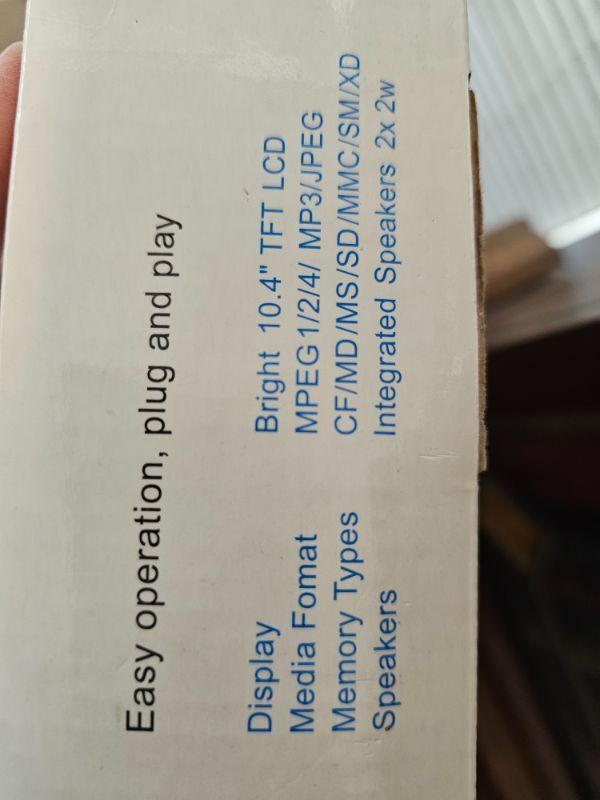 Easy operation, plug and play
Display Bright 10.4" TFT LCD
Media Fomat MPEG1/2/4/ MP3/JPEG
Memory Types CF/MD/MS/SD/MMC/SM/XD
Speakers Integrated Speakers 2x 2w